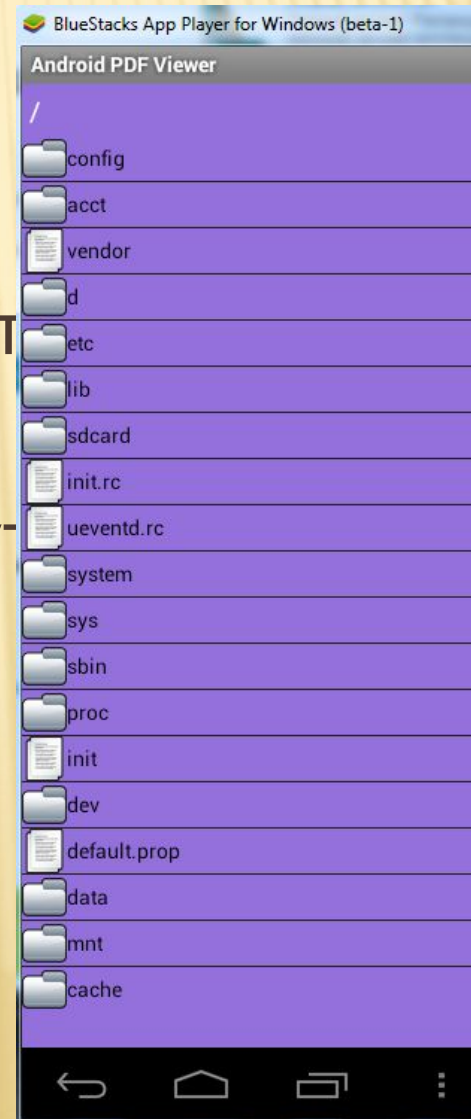 BlueStacks App Player for Windows (beta-1)
Android PDF Viewer
/
config
acct
vendor
d
etc
lib
sdcard
init.rc
ueventd.rc
system
sys
sbin
proc
init
dev
default.prop
data
mnt
cache